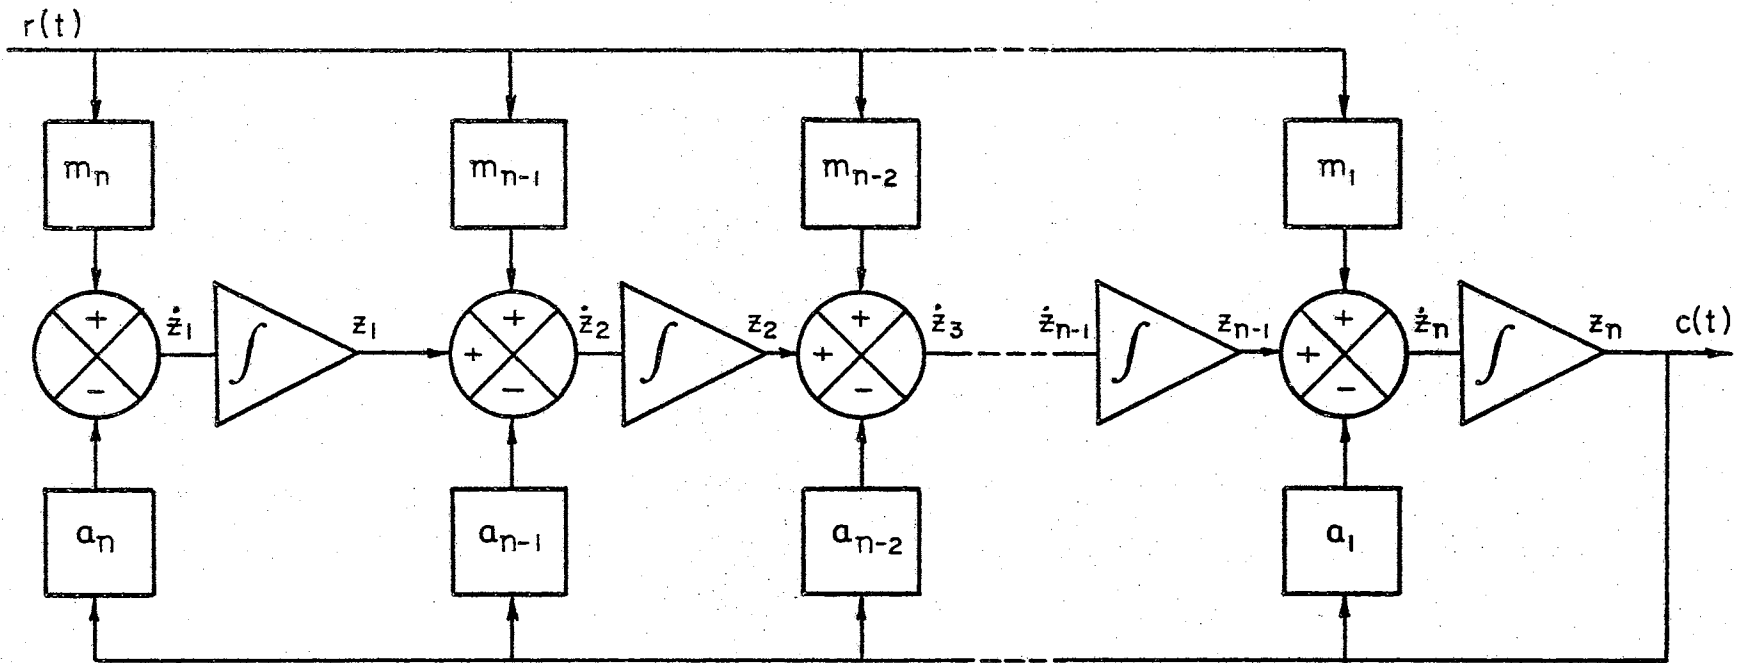 r(t)
mₙ mₙ₋₁ mₙ₋₂ m₁
+ + + +
ż₁ ∫ z₁ + ż₂ ∫ z₂ + ż₃ żₙ₋₁ ∫ zₙ₋₁ + żₙ ∫ zₙ c(t)
− − − −
aₙ aₙ₋₁ aₙ₋₂ a₁